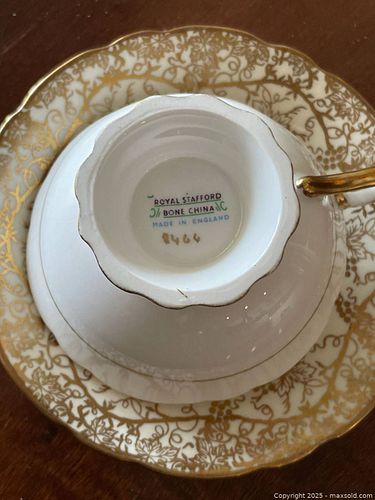 ROYAL STAFFORD
BONE CHINA
MADE IN ENGLAND
8464
Copyright 2025 - maxsold.com